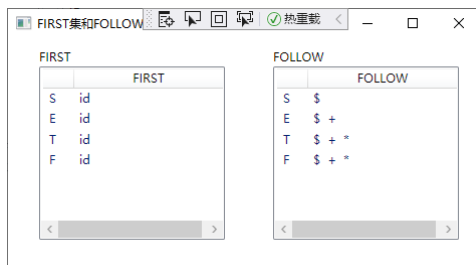 FIRST集和FOLLOW 热重载
FIRST FOLLOW
FIRST FOLLOW
S id S $
E id E $ +
T id T $ + *
F id F $ + *